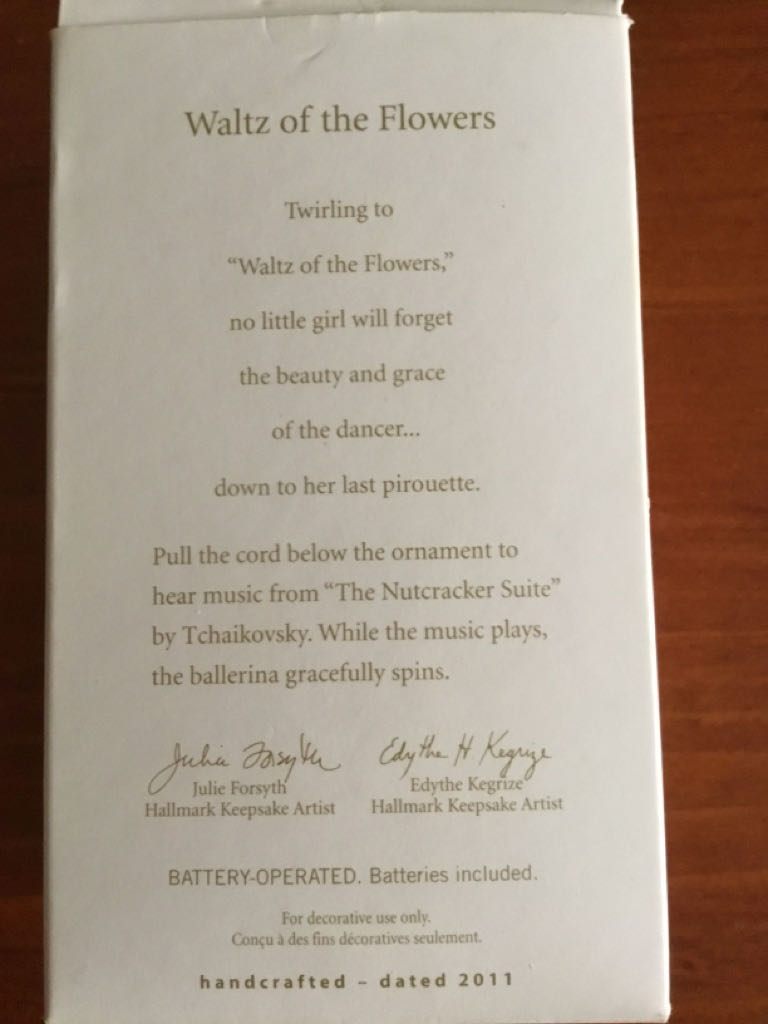 Waltz of the Flowers
Twirling to
“Waltz of the Flowers,”
no little girl will forget
the beauty and grace
of the dancer...
down to her last pirouette.
Pull the cord below the ornament to
hear music from “The Nutcracker Suite”
by Tchaikovsky. While the music plays,
the ballerina gracefully spins.
Julia Forsyth Edythe H Kegrize
Julie Forsyth Edythe Kegrize
Hallmark Keepsake Artist Hallmark Keepsake Artist
BATTERY-OPERATED. Batteries included.
For decorative use only.
Conçu à des fins décoratives seulement.
handcrafted – dated 2011